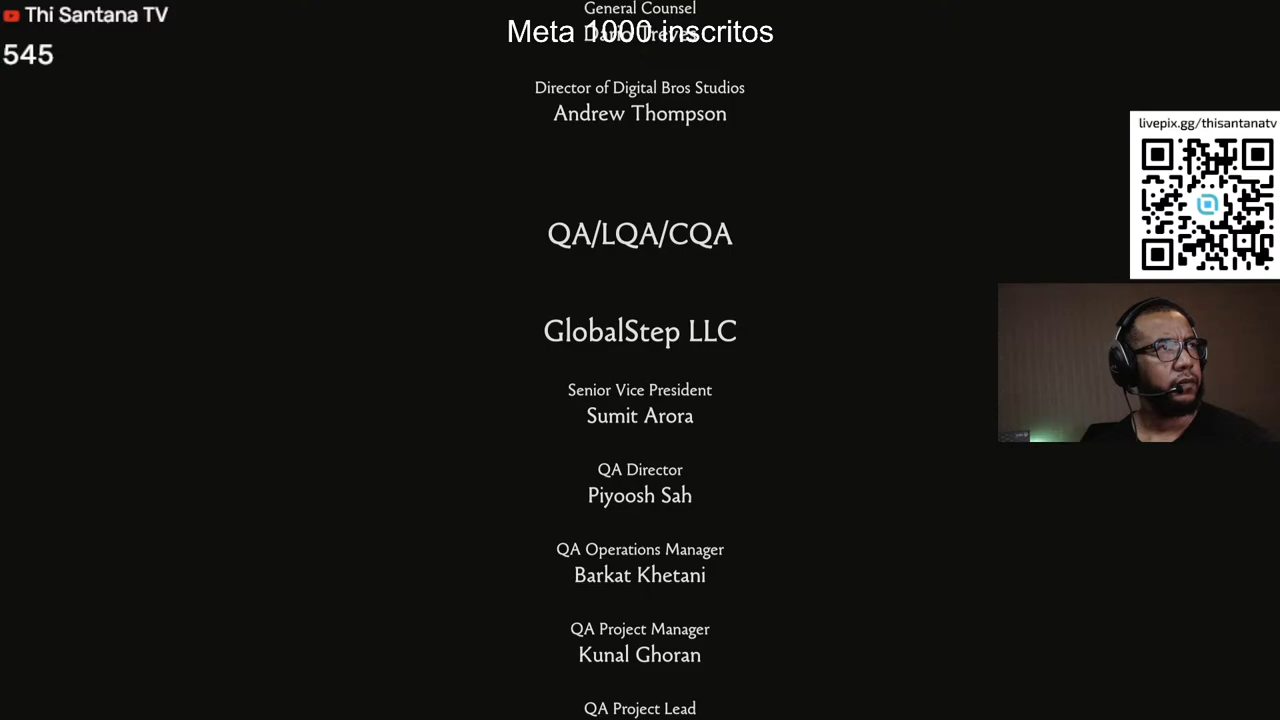 Thi Santana TV
545
General Counsel
Meta 1000 inscritos
Director of Digital Bros Studios
Andrew Thompson
livepix.gg/thisantanatv
QA/LQA/CQA
GlobalStep LLC
Senior Vice President
Sumit Arora
QA Director
Piyoosh Sah
QA Operations Manager
Barkat Khetani
QA Project Manager
Kunal Ghoran
QA Project Lead